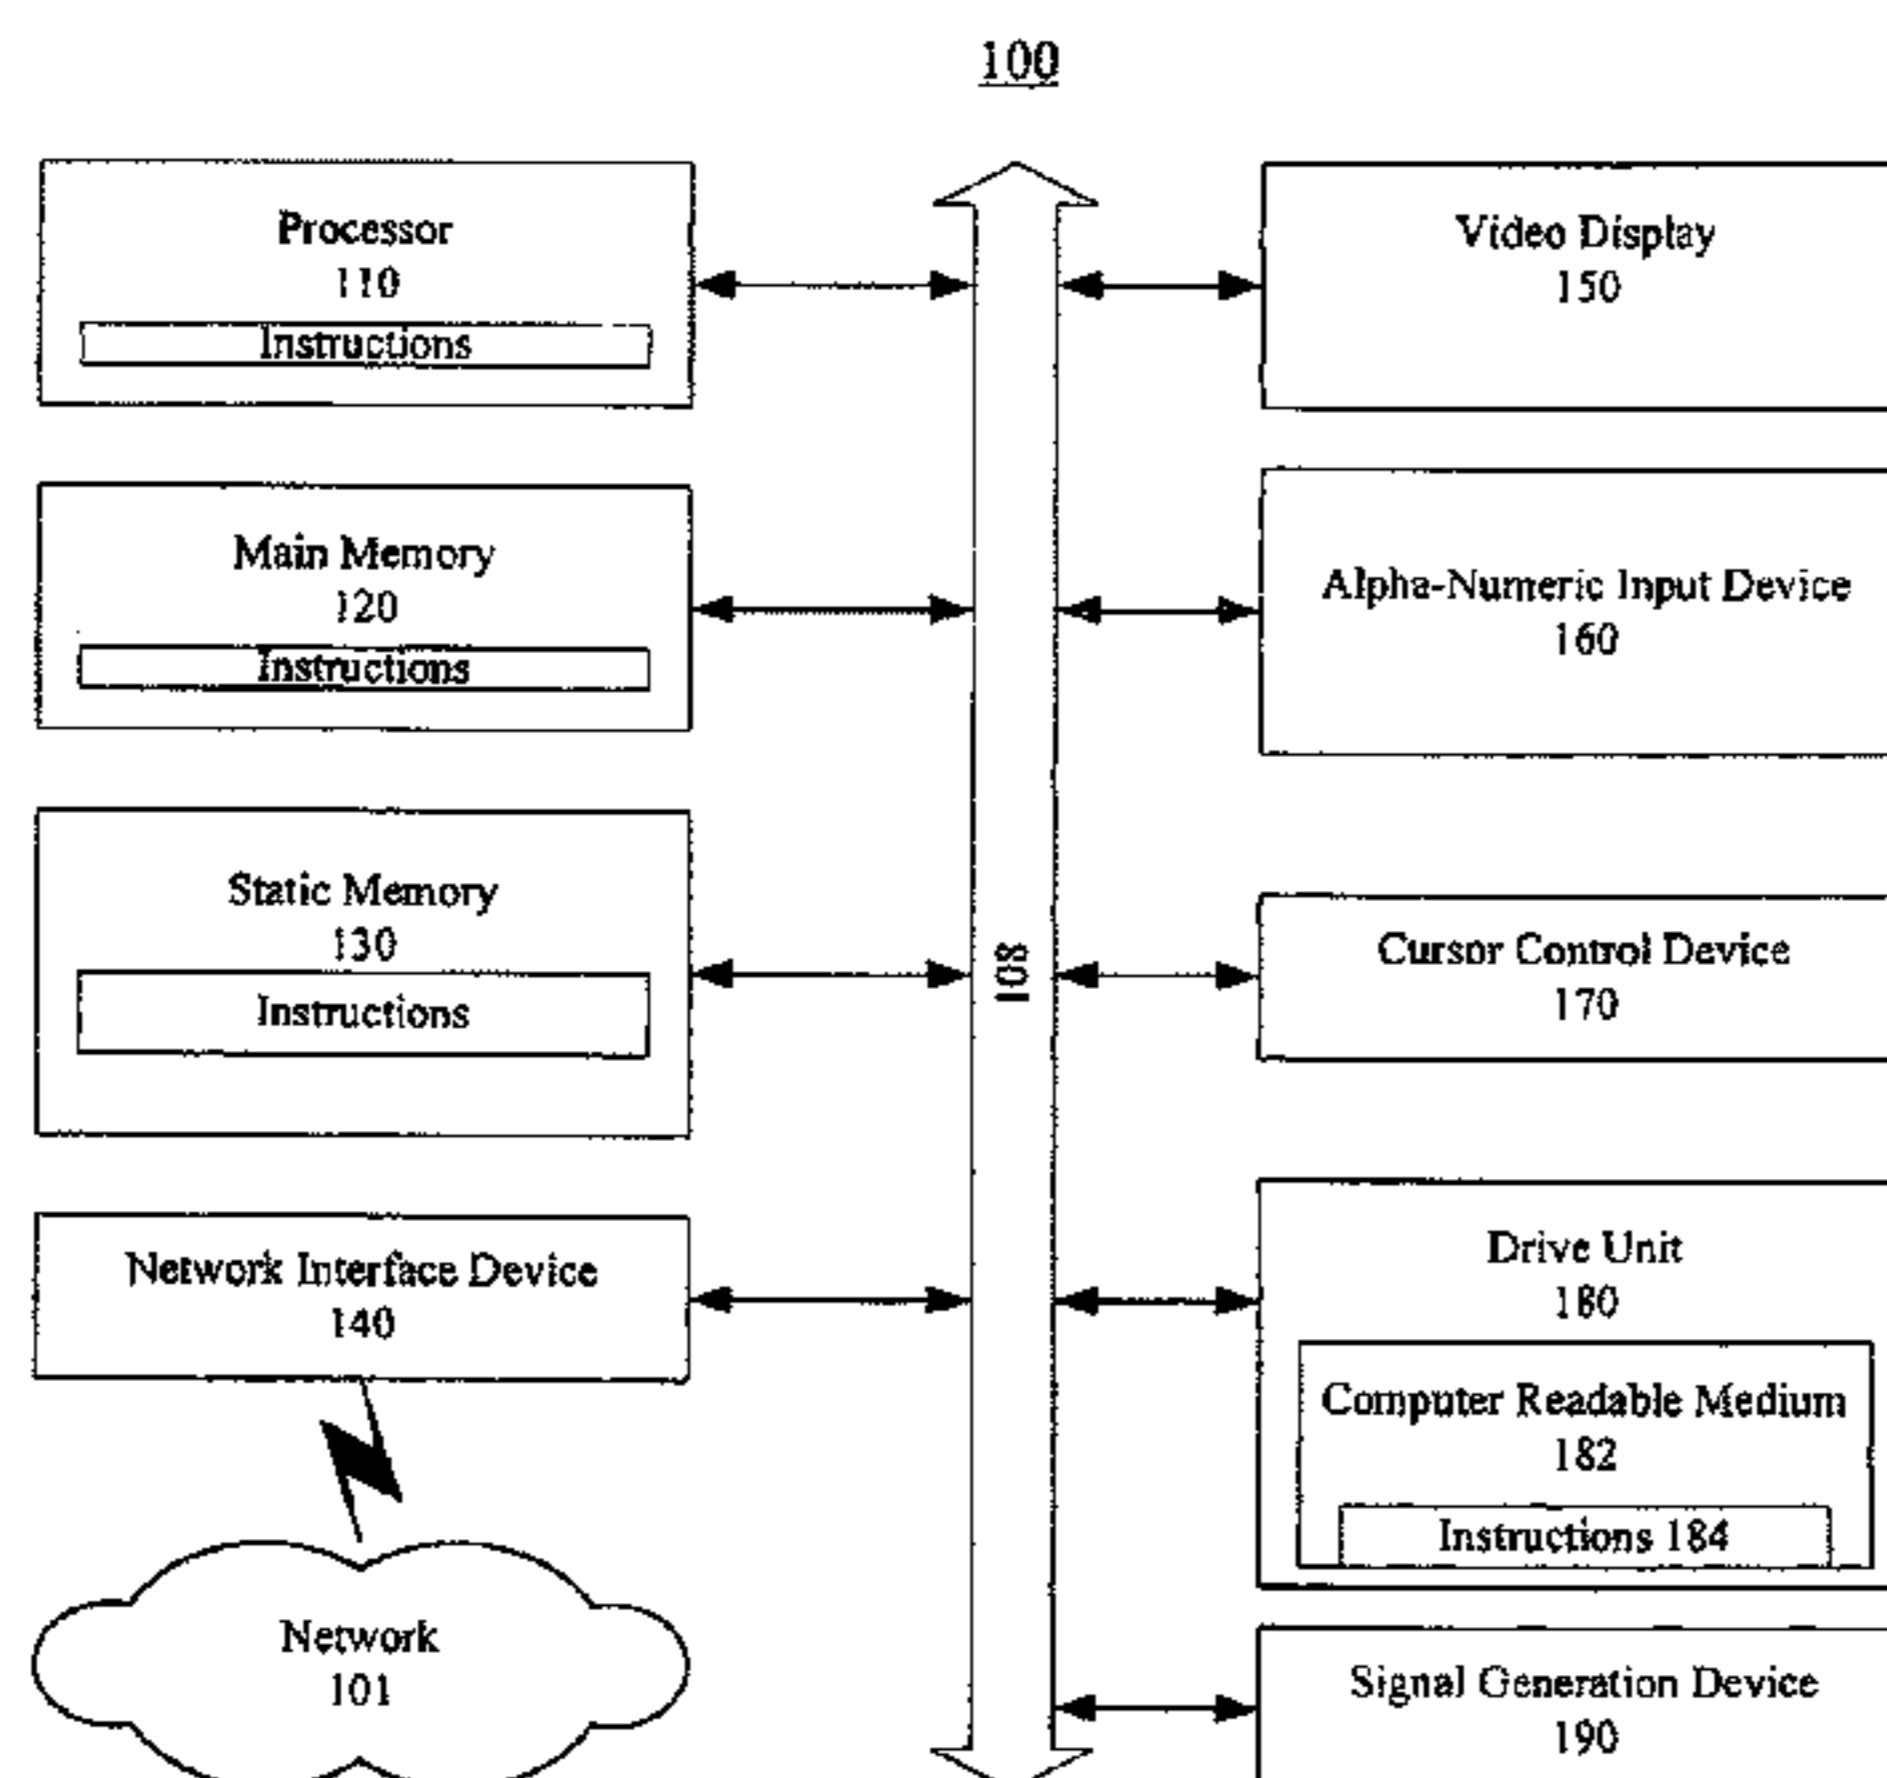 100
Processor
110
Instructions
Main Memory
120
Instructions
Static Memory
130
Instructions
Network Interface Device
140
Network
101
108
Video Display
150
Alpha-Numeric Input Device
160
Cursor Control Device
170
Drive Unit
180
Computer Readable Medium
182
Instructions 184
Signal Generation Device
190